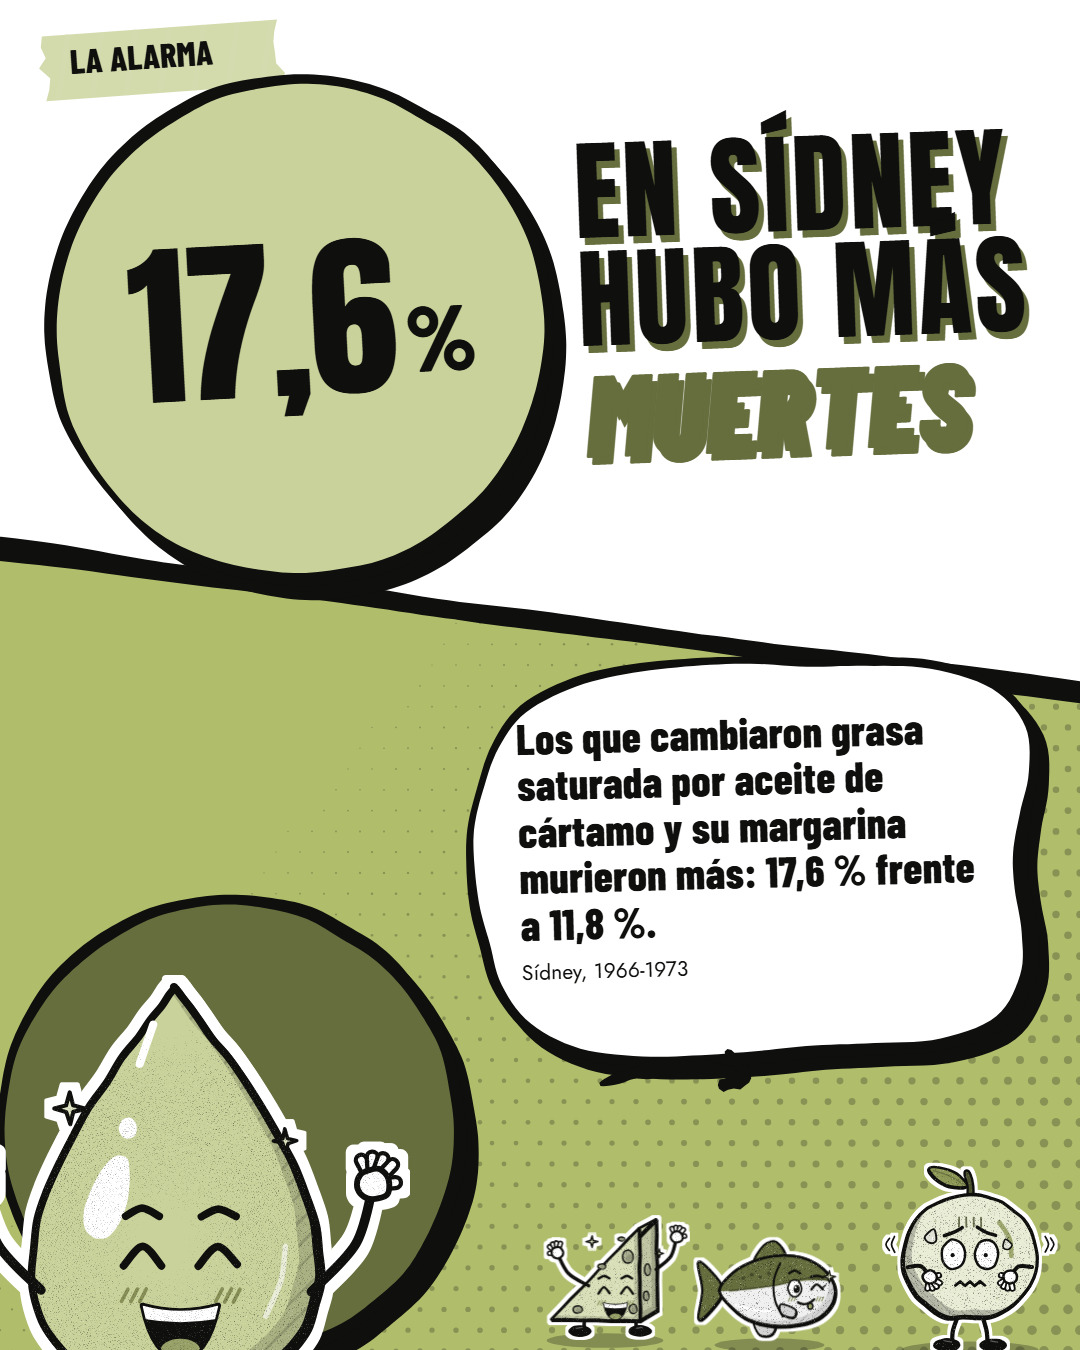 LA ALARMA
17,6 %
EN SÍDNEY
HUBO MÁS
MUERTES
Los que cambiaron grasa
saturada por aceite de
cártamo y su margarina
murieron más: 17,6 % frente
a 11,8 %.
Sídney, 1966-1973